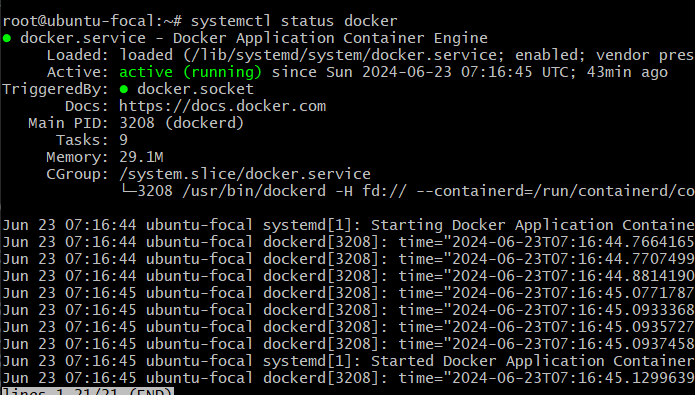 root@ubuntu-focal:~# systemctl status docker
● docker.service - Docker Application Container Engine
     Loaded: loaded (/lib/systemd/system/docker.service; enabled; vendor pres
     Active: active (running) since Sun 2024-06-23 07:16:45 UTC; 43min ago
TriggeredBy: ● docker.socket
       Docs: https://docs.docker.com
   Main PID: 3208 (dockerd)
      Tasks: 9
     Memory: 29.1M
     CGroup: /system.slice/docker.service
             └─3208 /usr/bin/dockerd -H fd:// --containerd=/run/containerd/co
Jun 23 07:16:44 ubuntu-focal systemd[1]: Starting Docker Application Containe
Jun 23 07:16:44 ubuntu-focal dockerd[3208]: time="2024-06-23T07:16:44.7664165
Jun 23 07:16:44 ubuntu-focal dockerd[3208]: time="2024-06-23T07:16:44.7707499
Jun 23 07:16:44 ubuntu-focal dockerd[3208]: time="2024-06-23T07:16:44.8814190
Jun 23 07:16:45 ubuntu-focal dockerd[3208]: time="2024-06-23T07:16:45.0771787
Jun 23 07:16:45 ubuntu-focal dockerd[3208]: time="2024-06-23T07:16:45.0933368
Jun 23 07:16:45 ubuntu-focal dockerd[3208]: time="2024-06-23T07:16:45.0935727
Jun 23 07:16:45 ubuntu-focal dockerd[3208]: time="2024-06-23T07:16:45.0937458
Jun 23 07:16:45 ubuntu-focal systemd[1]: Started Docker Application Container
Jun 23 07:16:45 ubuntu-focal dockerd[3208]: time="2024-06-23T07:16:45.1299639
lines 1-21/21 (END)